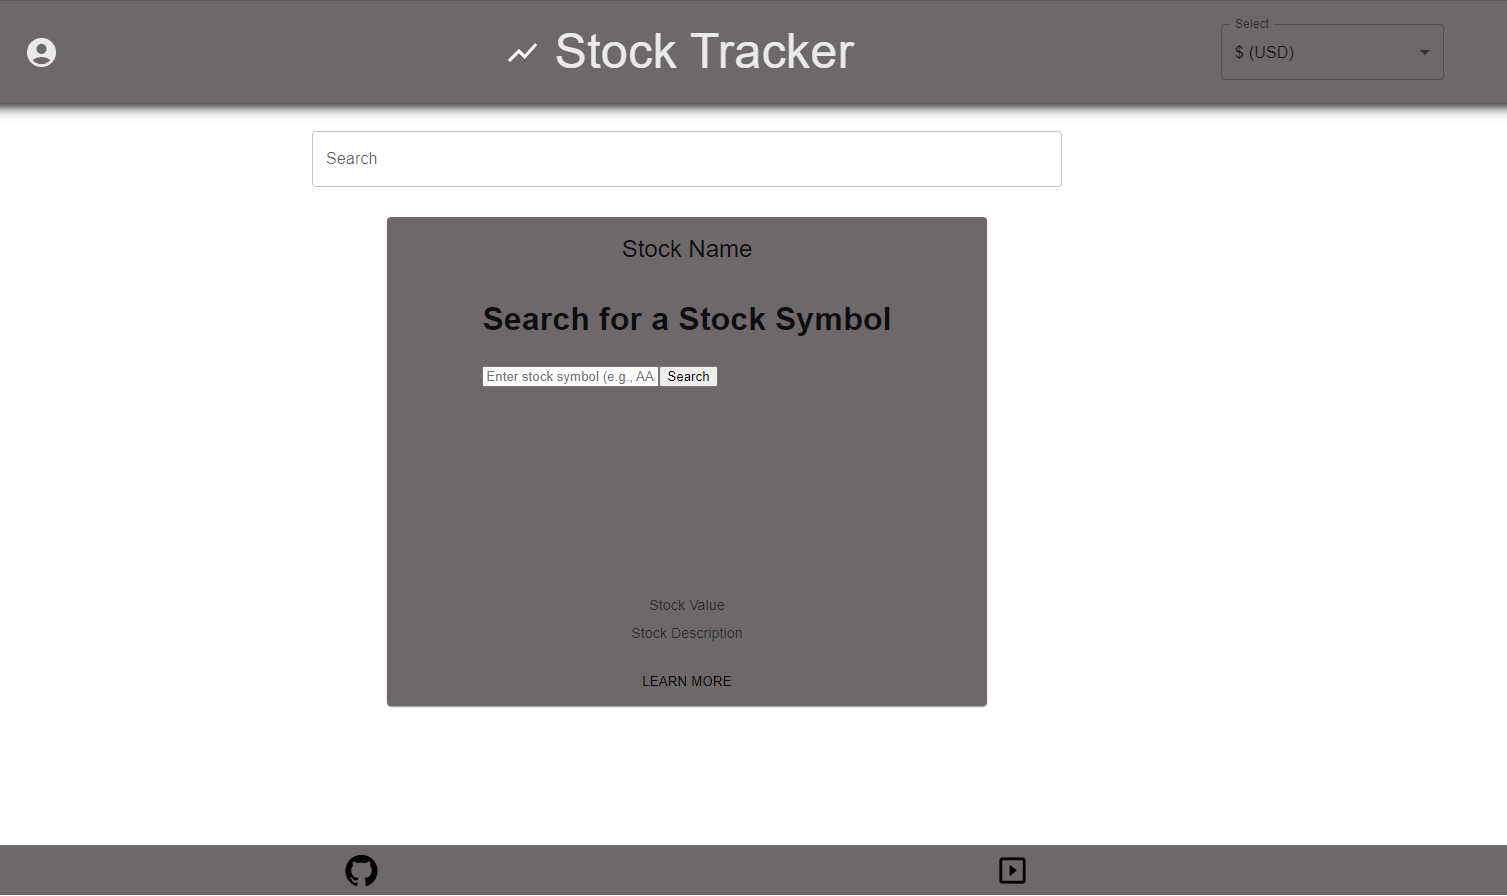 Stock Tracker
Select
$ (USD)
Search
Stock Name
Search for a Stock Symbol
Enter stock symbol (e.g., AA
Search
Stock Value
Stock Description
LEARN MORE